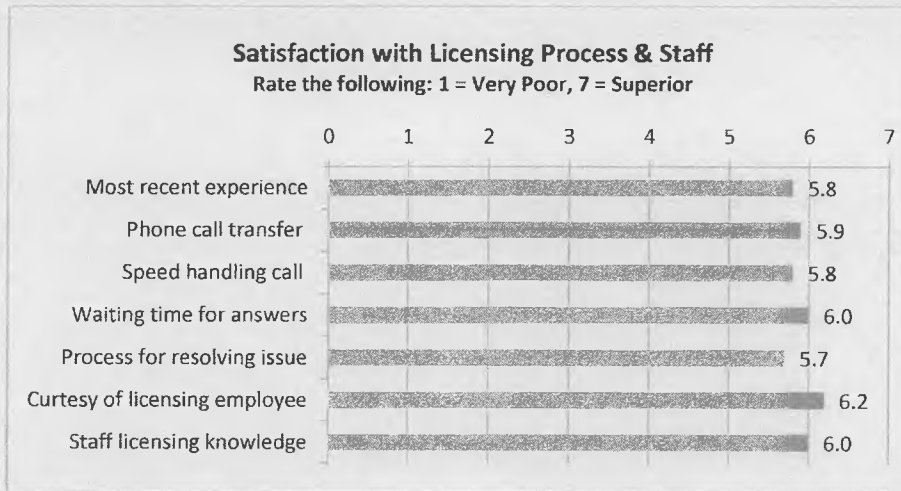 Satisfaction with Licensing Process & Staff
Rate the following: 1 = Very Poor, 7 = Superior
0 1 2 3 4 5 6 7
Most recent experience 5.8
Phone call transfer 5.9
Speed handling call 5.8
Waiting time for answers 6.0
Process for resolving issue 5.7
Curtesy of licensing employee 6.2
Staff licensing knowledge 6.0